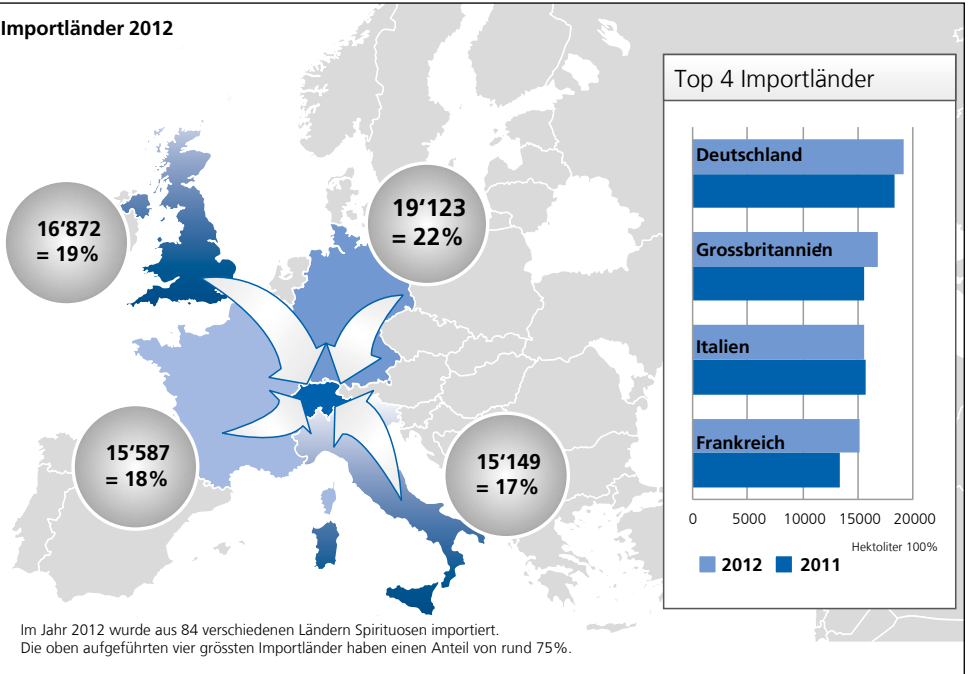 Importländer 2012
16’872
= 19%
19’123
= 22%
15’587
= 18%
15’149
= 17%
Top 4 Importländer
Deutschland
Grossbritannien
Italien
Frankreich
0 5000 10000 15000 20000
Hektoliter 100%
2012 2011
Im Jahr 2012 wurde aus 84 verschiedenen Ländern Spirituosen importiert.
Die oben aufgeführten vier grössten Importländer haben einen Anteil von rund 75%.